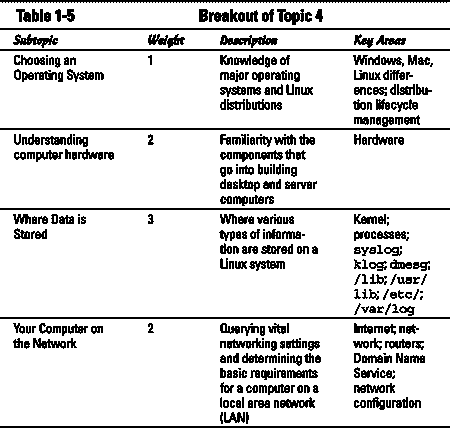 Table 1-5 Breakout of Topic 4
Subtopic Weight Description Key Areas
Choosing an 1 Knowledge of Windows, Mac,
Operating System major operating Linux differ-
systems and Linux ences; distribu-
distributions tion lifecycle
management
Understanding 2 Familiarity with the Hardware
computer hardware components that
go into building
desktop and server
computers
Where Data is 3 Where various Kernel;
Stored types of informa- processes;
tion are stored on a syslog;
Linux system klog; dmesg;
/lib; /usr/
lib; /etc/;
/var/log
Your Computer on 2 Querying vital Internet; net-
the Network networking settings work; routers;
and determining the Domain Name
basic requirements Service;
for a computer on a network
local area network configuration
(LAN)